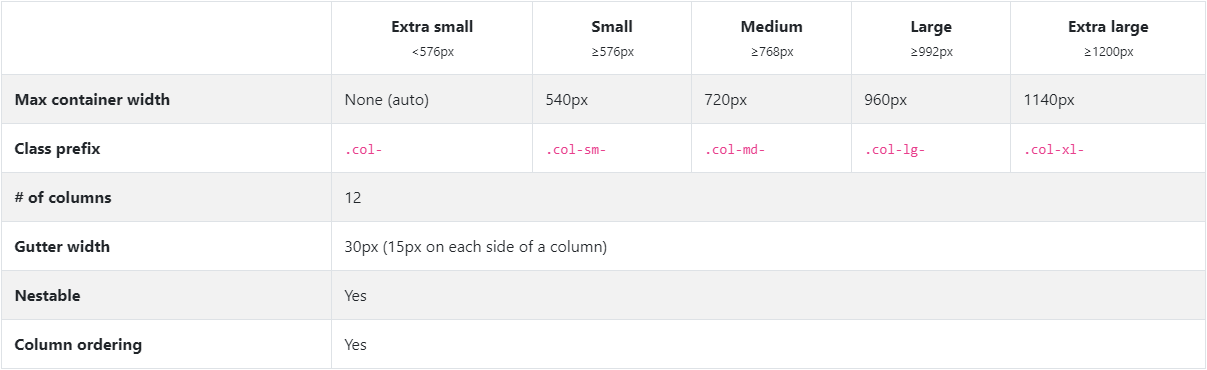 Extra small Small Medium Large Extra large
<576px ≥576px ≥768px ≥992px ≥1200px
Max container width None (auto) 540px 720px 960px 1140px
Class prefix .col- .col-sm- .col-md- .col-lg- .col-xl-
# of columns 12
Gutter width 30px (15px on each side of a column)
Nestable Yes
Column ordering Yes